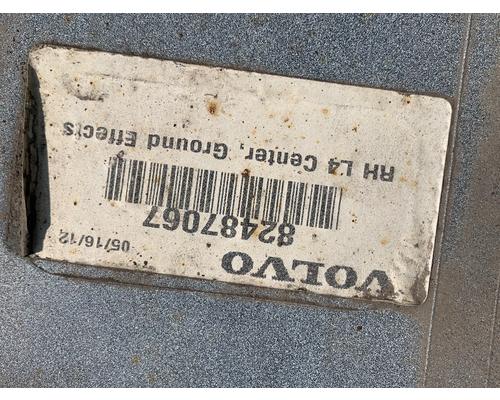 VOLVO
05/16/12
82487067
RH L4 Center, Ground Effects